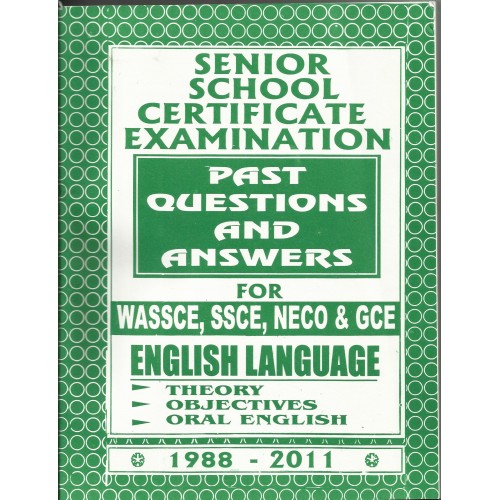 SENIOR
SCHOOL
CERTIFICATE
EXAMINATION
PAST
QUESTIONS
AND
ANSWERS
FOR
WASSCE, SSCE, NECO & GCE
ENGLISH LANGUAGE
THEORY
OBJECTIVES
ORAL ENGLISH
1988 - 2011